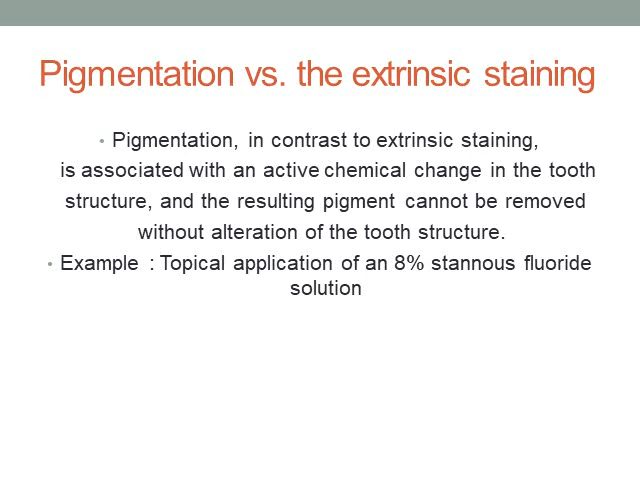 Pigmentation vs. the extrinsic staining
• Pigmentation, in contrast to extrinsic staining,
is associated with an active chemical change in the tooth
structure, and the resulting pigment cannot be removed
without alteration of the tooth structure.
• Example : Topical application of an 8% stannous fluoride
solution